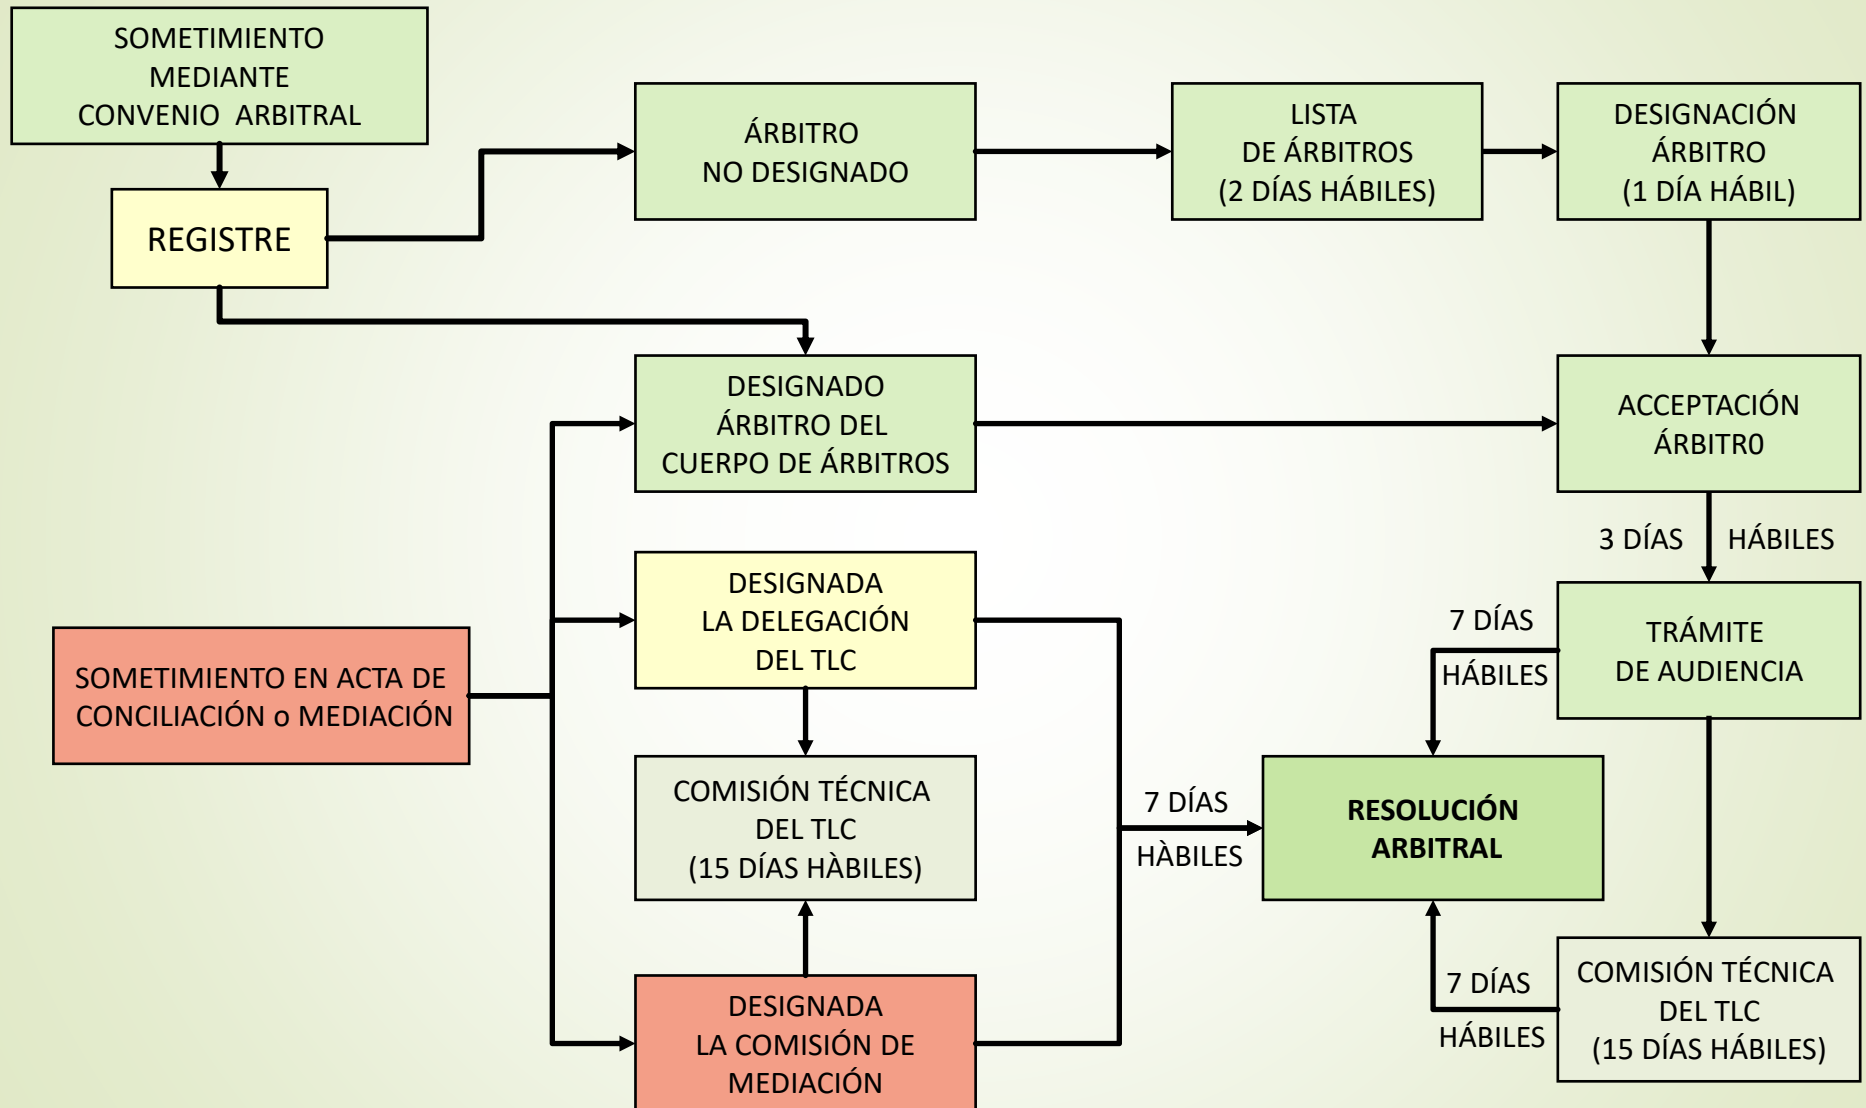 SOMETIMIENTO
MEDIANTE
CONVENIO ARBITRAL
REGISTRE
ÁRBITRO
NO DESIGNADO
LISTA
DE ÁRBITROS
(2 DÍAS HÁBILES)
DESIGNACIÓN
ÁRBITRO
(1 DÍA HÁBIL)
DESIGNADO
ÁRBITRO DEL
CUERPO DE ÁRBITROS
ACCEPTACIÓN
ÁRBITR0
3 DÍAS HÁBILES
DESIGNADA
LA DELEGACIÓN
DEL TLC
7 DÍAS
HÁBILES
TRÁMITE
DE AUDIENCIA
SOMETIMIENTO EN ACTA DE
CONCILIACIÓN o MEDIACIÓN
COMISIÓN TÉCNICA
DEL TLC
(15 DÍAS HÀBILES)
7 DÍAS
HÀBILES
RESOLUCIÓN
ARBITRAL
DESIGNADA
LA COMISIÓN DE
MEDIACIÓN
7 DÍAS
HÁBILES
COMISIÓN TÉCNICA
DEL TLC
(15 DÍAS HÁBILES)